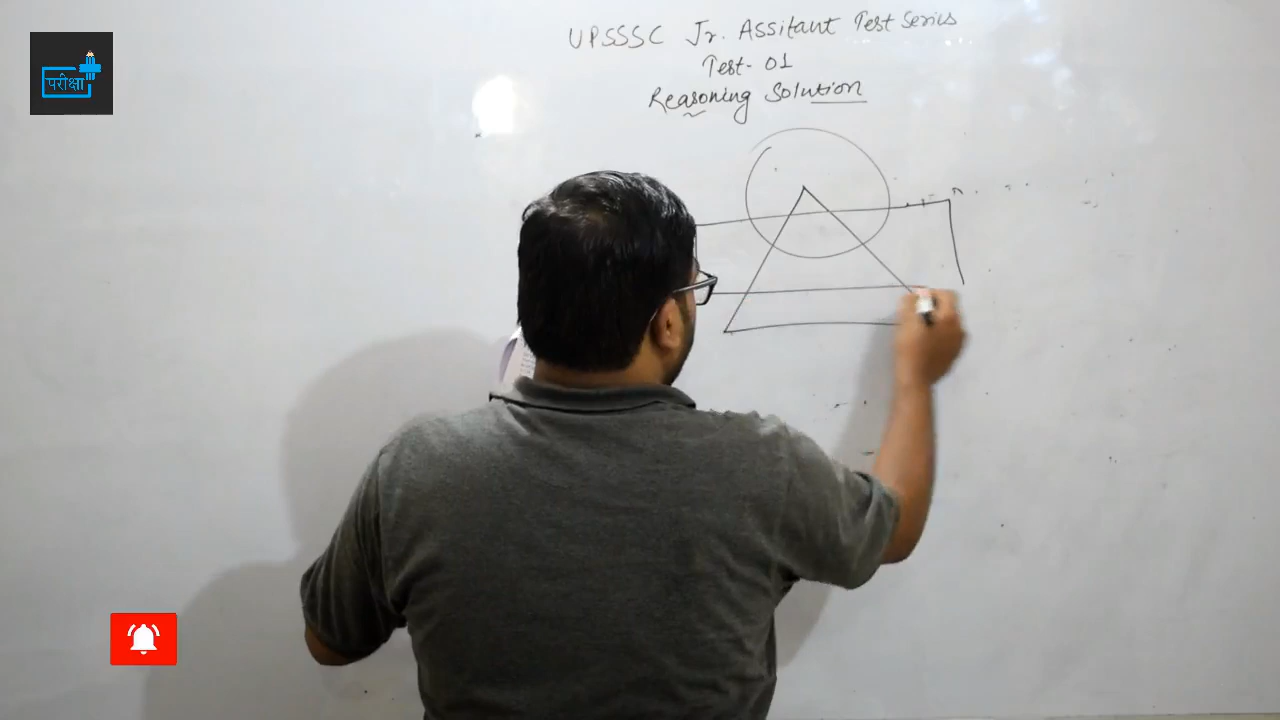 परीक्षा
UPSSSC Jr. Assitant Test Series
Test- 01
Reasoning Solution